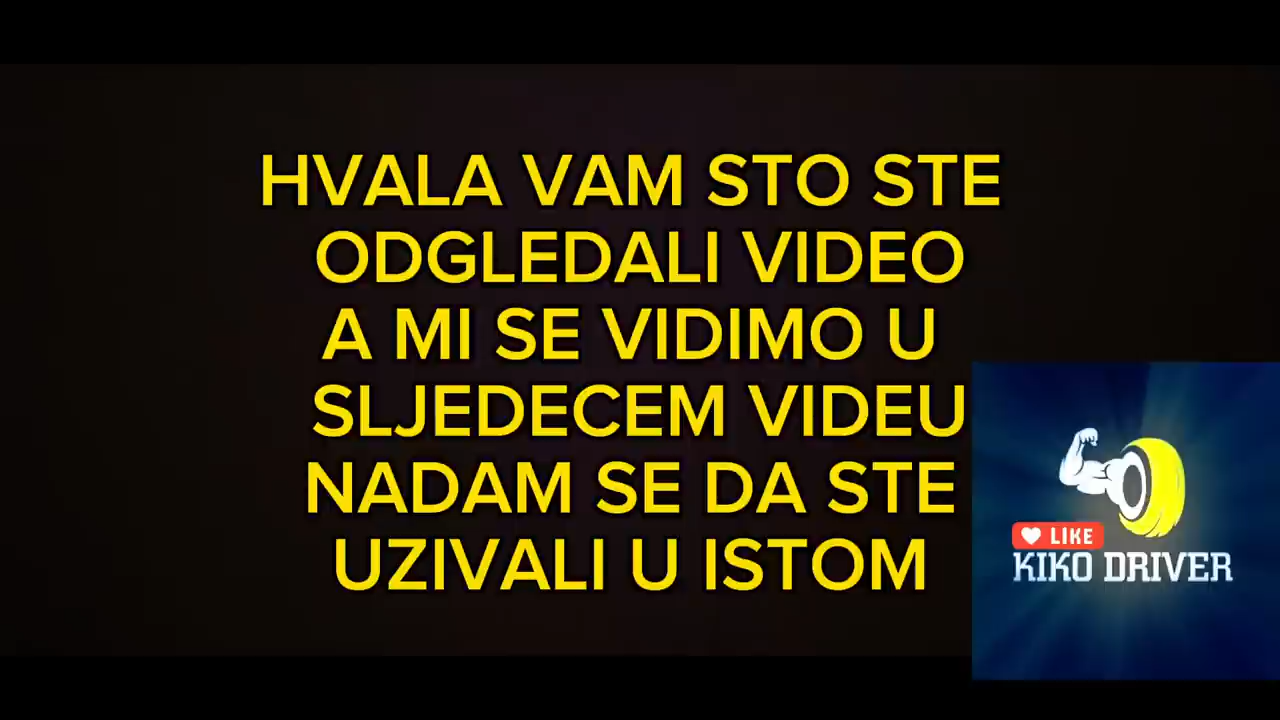 HVALA VAM STO STE
ODGLEDALI VIDEO
A MI SE VIDIMO U
SLJEDECEM VIDEU
NADAM SE DA STE
UZIVALI U ISTOM
LIKE
KIKO DRIVER